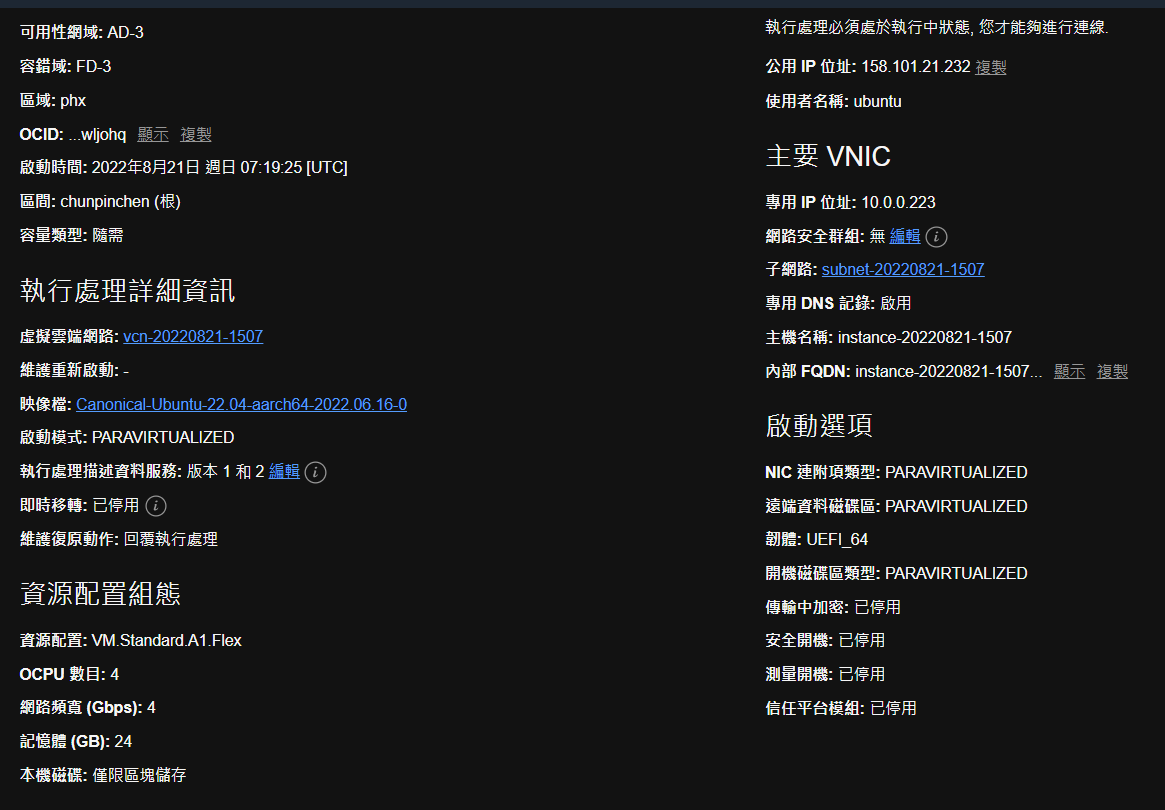 可用性網域: AD-3
容錯域: FD-3
區域: phx
OCID: ...wljohq 顯示 複製
啟動時間: 2022年8月21日 週日 07:19:25 [UTC]
區間: chunpinchen (根)
容量類型: 隨需
執行處理詳細資訊
虛擬雲端網路: vcn-20220821-1507
維護重新啟動: -
映像檔: Canonical-Ubuntu-22.04-aarch64-2022.06.16-0
啟動模式: PARAVIRTUALIZED
執行處理描述資料服務: 版本 1 和 2 編輯
即時移轉: 已停用
維護復原動作: 回覆執行處理
資源配置組態
資源配置: VM.Standard.A1.Flex
OCPU 數目: 4
網路頻寬 (Gbps): 4
記憶體 (GB): 24
本機磁碟: 僅限區塊儲存
執行處理必須處於執行中狀態, 您才能夠進行連線.
公用 IP 位址: 158.101.21.232 複製
使用者名稱: ubuntu
主要 VNIC
專用 IP 位址: 10.0.0.223
網路安全群組: 無 編輯
子網路: subnet-20220821-1507
專用 DNS 記錄: 啟用
主機名稱: instance-20220821-1507
內部 FQDN: instance-20220821-1507... 顯示 複製
啟動選項
NIC 連附項類型: PARAVIRTUALIZED
遠端資料磁碟區: PARAVIRTUALIZED
韌體: UEFI_64
開機磁碟區類型: PARAVIRTUALIZED
傳輸中加密: 已停用
安全開機: 已停用
測量開機: 已停用
信任平台模組: 已停用